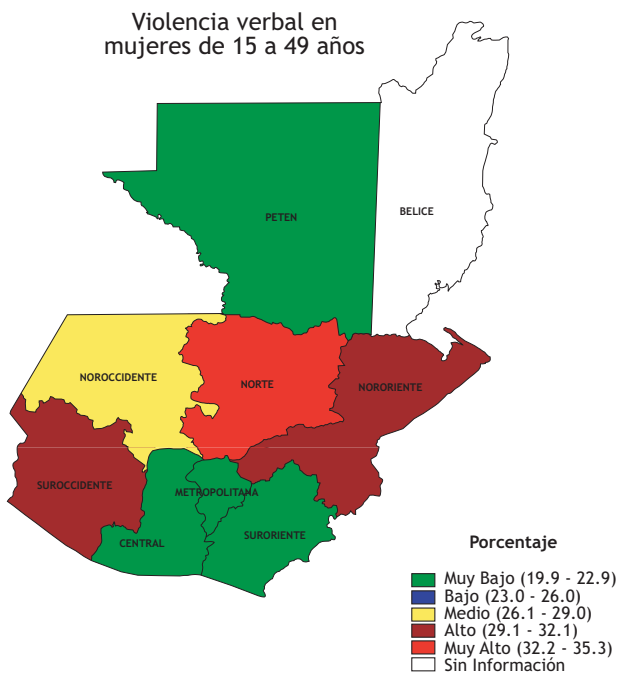 Violencia verbal en
mujeres de 15 a 49 años
PETEN
BELICE
NOROCCIDENTE
NORTE
NORORIENTE
SUROCCIDENTE
METROPOLITANA
CENTRAL
SURORIENTE
Porcentaje
Muy Bajo (19.9 - 22.9)
Bajo (23.0 - 26.0)
Medio (26.1 - 29.0)
Alto (29.1 - 32.1)
Muy Alto (32.2 - 35.3)
Sin Información